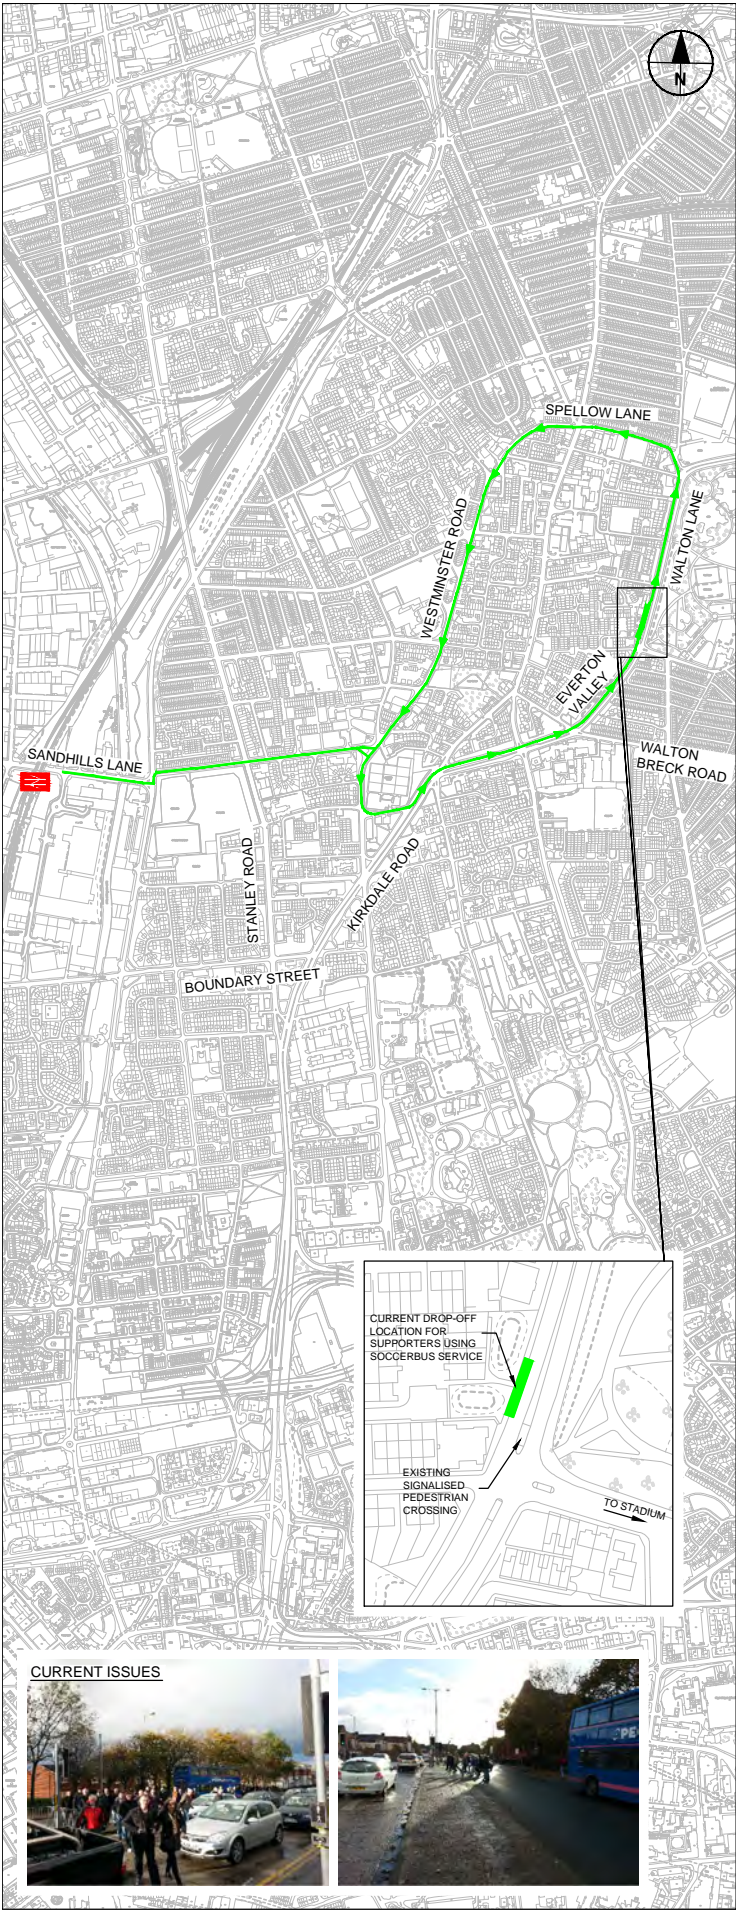 N
SPELLOW LANE
WESTMINSTER ROAD
WALTON LANE
EVERTON
VALLEY
SANDHILLS LANE
WALTON
BRECK ROAD
STANLEY ROAD
KIRKDALE ROAD
BOUNDARY STREET
CURRENT DROP-OFF
LOCATION FOR
SUPPORTERS USING
SOCCERBUS SERVICE
EXISTING
SIGNALISED
PEDESTRIAN
CROSSING
TO STADIUM
CURRENT ISSUES